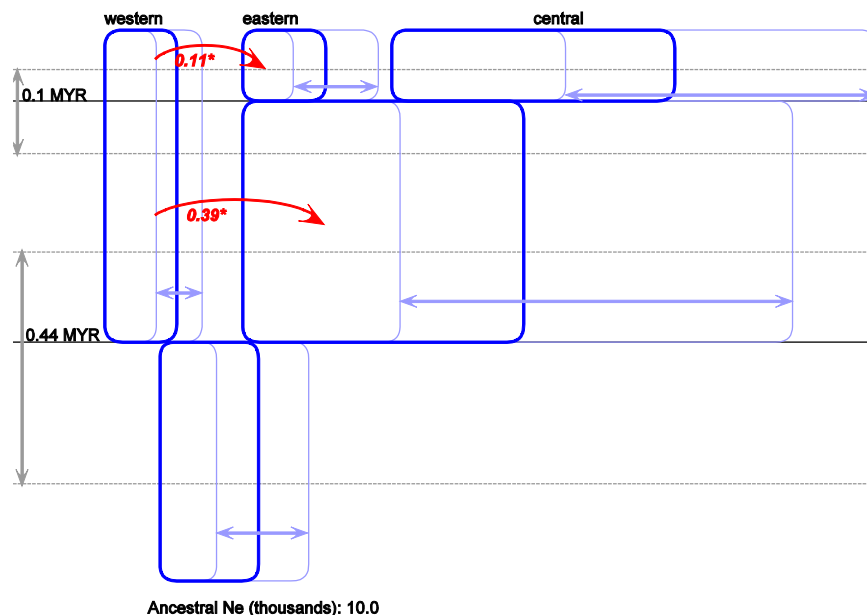 western eastern central
0.11*
0.1 MYR
0.39*
0.44 MYR
Ancestral Ne (thousands): 10.0